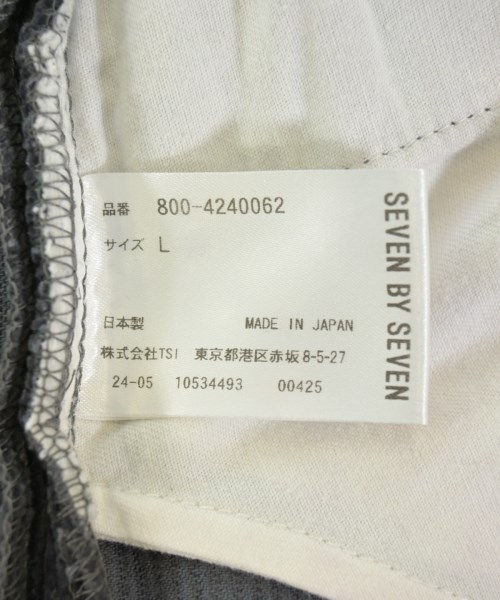 品番 800-4240062
サイズ L
日本製 MADE IN JAPAN
株式会社TSI 東京都港区赤坂8-5-27
24-05 10534493 00425
SEVEN BY SEVEN